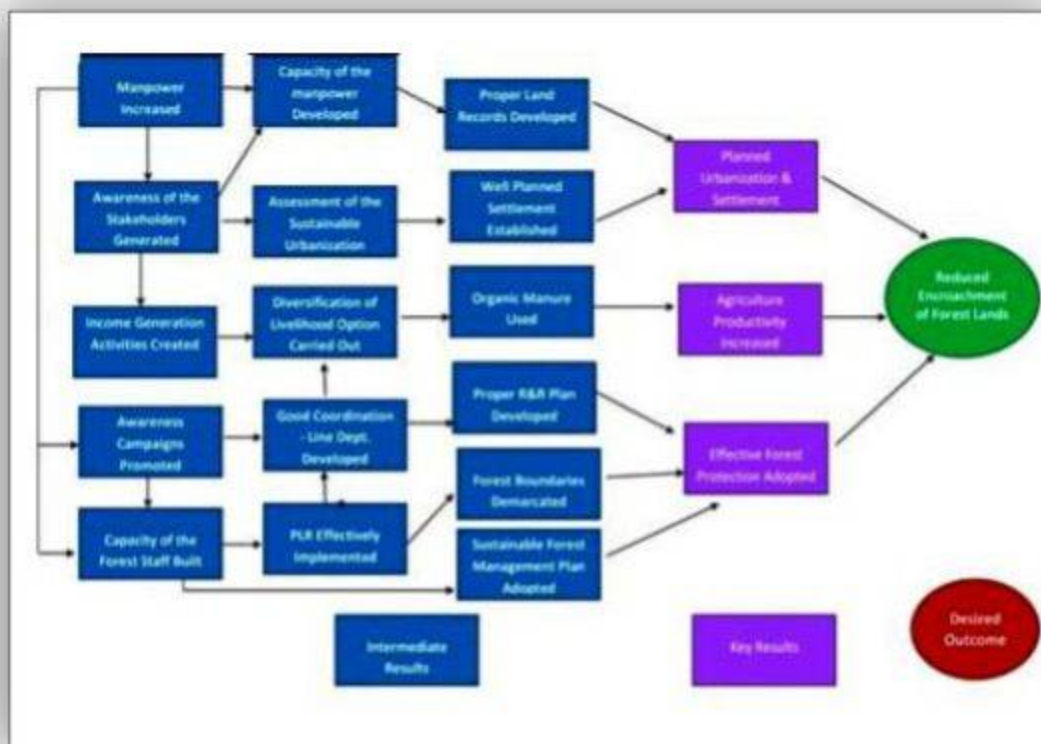 Manpower
Increased
Capacity of the
manpower
Developed
Proper Land
Records Developed
Planned
Urbanization &
Settlement
Awareness of the
Stakeholders
Generated
Assessment of the
Sustainable
Urbanisation
Well Planned
Settlement
Established
Reduced
Encroachment
of Forest Lands
Income Generation
Activities Created
Diversification of
Livelihood Option
Carried Out
Organic Manure
Used
Agriculture
Productivity
Increased
Awareness
Campaigns
Promoted
Good Coordination
- Line Dept.
Developed
Proper R&R Plan
Developed
Effective Forest
Protection Adopted
Forest Boundaries
Demarcated
Capacity of the
Forest Staff Built
PLR Effectively
Implemented
Sustainable Forest
Management Plan
Adopted
Intermediate
Results
Key Results
Desired
Outcome